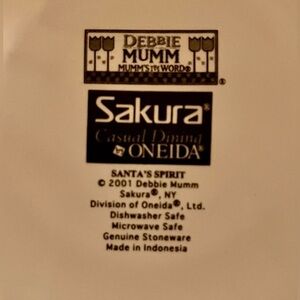 DEBBIE
MUMM
MUMM'S THE WORD®
®
Sakura®
Casual Dining
by ONEIDA®
SANTA'S SPIRIT
© 2001 Debbie Mumm
Sakura®, NY
Division of Oneida®, Ltd.
Dishwasher Safe
Microwave Safe
Genuine Stoneware
Made in Indonesia